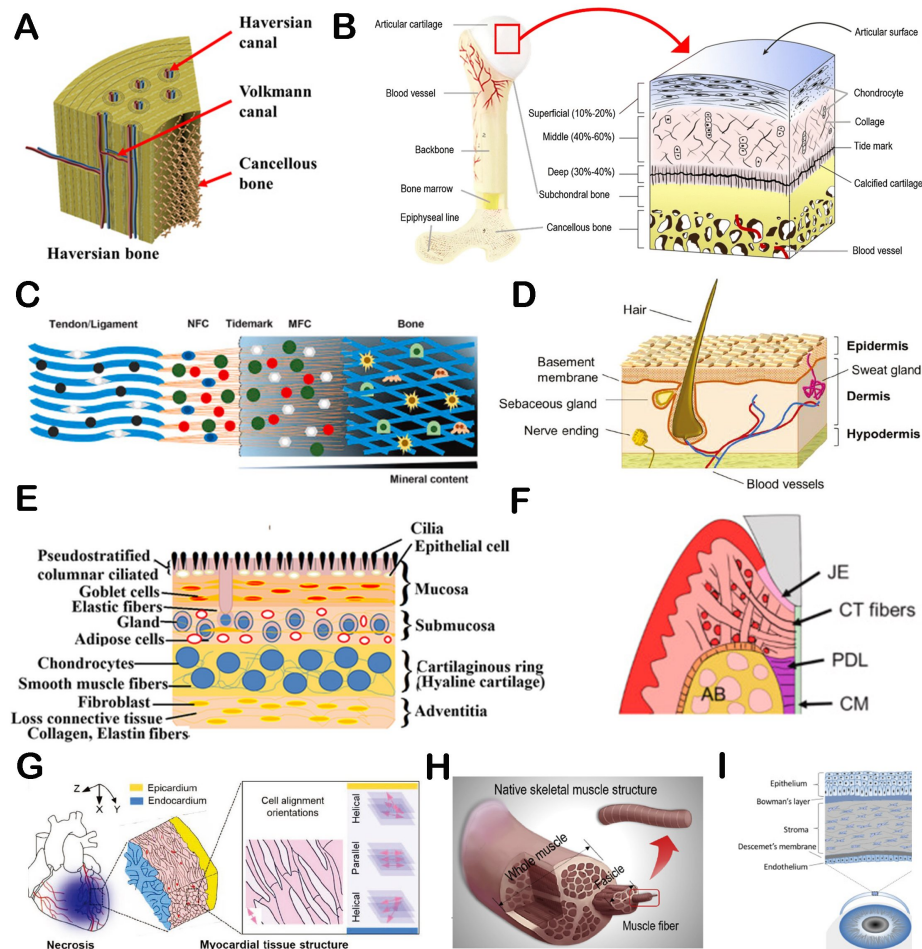 A
Haversian
canal
Volkmann
canal
Cancellous
bone
Haversian bone
B
Articular cartilage
Blood vessel
Backbone
Bone marrow
Epiphyseal line
Superficial (10%-20%)
Middle (40%-60%)
Deep (30%-40%)
Subchondral bone
Cancellous bone
Articular surface
Chondrocyte
Collage
Tide mark
Calcified cartilage
Blood vessel
C
Tendon/Ligament
NFC
Tidemark
MFC
Bone
Mineral content
D
Hair
Basement
membrane
Sebaceous gland
Nerve ending
Epidermis
Sweat gland
Dermis
Hypodermis
Blood vessels
E
Pseudostratified
columnar ciliated
Goblet cells
Elastic fibers
Gland
Adipose cells
Chondrocytes
Smooth muscle fibers
Fibroblast
Loss connective tissue
Collagen, Elastin fibers
Cilia
Epithelial cell
Mucosa
Submucosa
Cartilaginous ring
(Hyaline cartilage)
Adventitia
F
JE
CT fibers
PDL
CM
AB
G
Z
X
Y
Epicardium
Endocardium
Necrosis
Myocardial tissue structure
Cell alignment
orientations
Helical
Parallel
Helical
H
Native skeletal muscle structure
Whole muscle
Fasicle
Muscle fiber
I
Epithelium
Bowman's layer
Stroma
Descemet's membrane
Endothelium